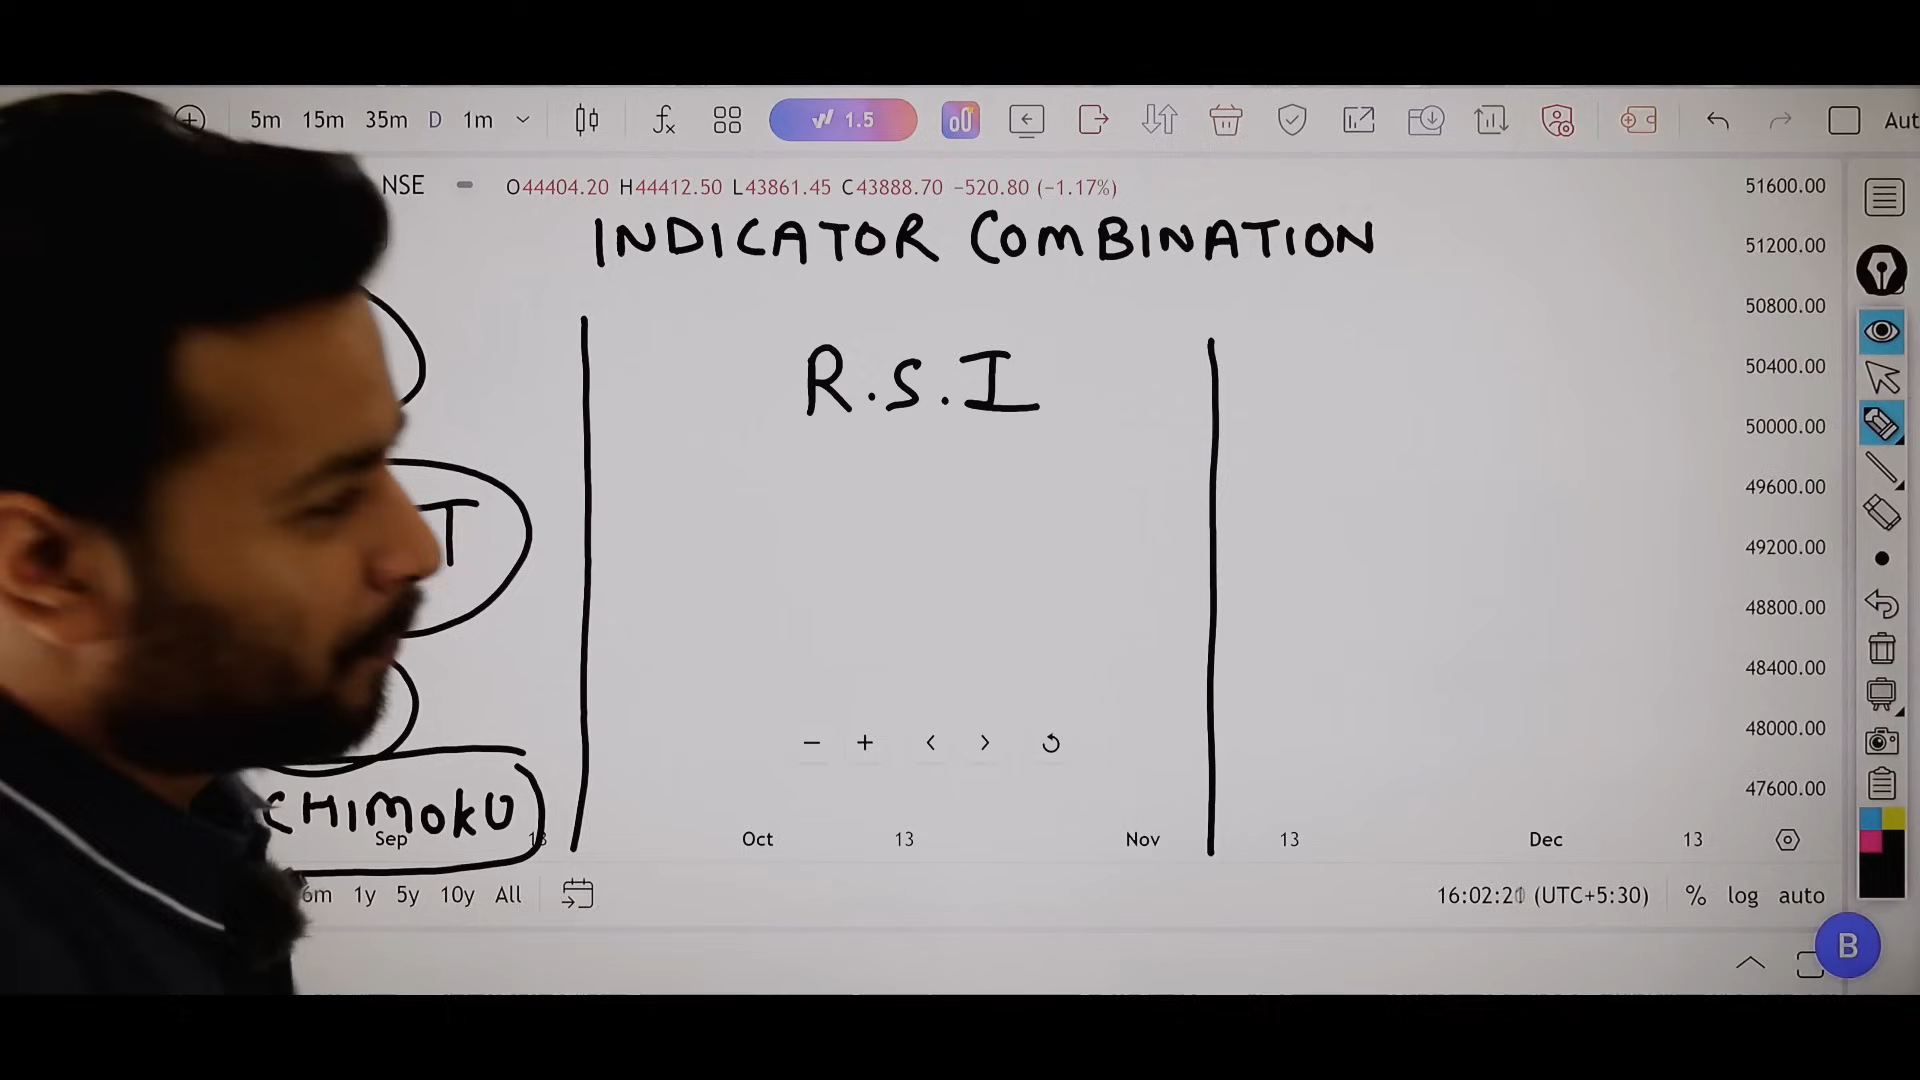 5m 15m 35m D 1m 1.5 Aut
NSE O44404.20 H44412.50 L43861.45 C43888.70 −520.80 (−1.17%)
INDICATOR COMBINATION
R.S.I
T
CHIMOKU
51600.00
51200.00
50800.00
50400.00
50000.00
49600.00
49200.00
48800.00
48400.00
48000.00
47600.00
− + < >
Sep 13 Oct 13 Nov 13 Dec 13
6m 1y 5y 10y All
(UTC+5:30) % log auto
B